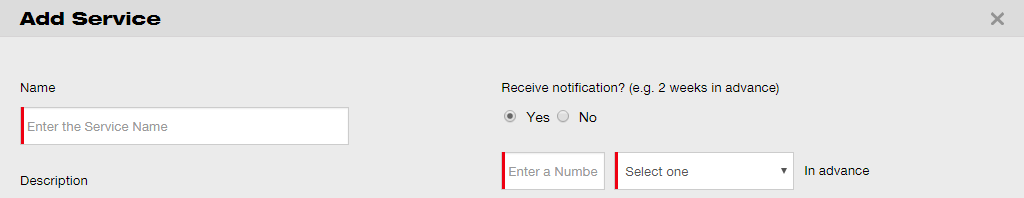 Add Service
Name
Enter the Service Name
Description
Receive notification? (e.g. 2 weeks in advance)
Yes No
Enter a Numbe Select one In advance